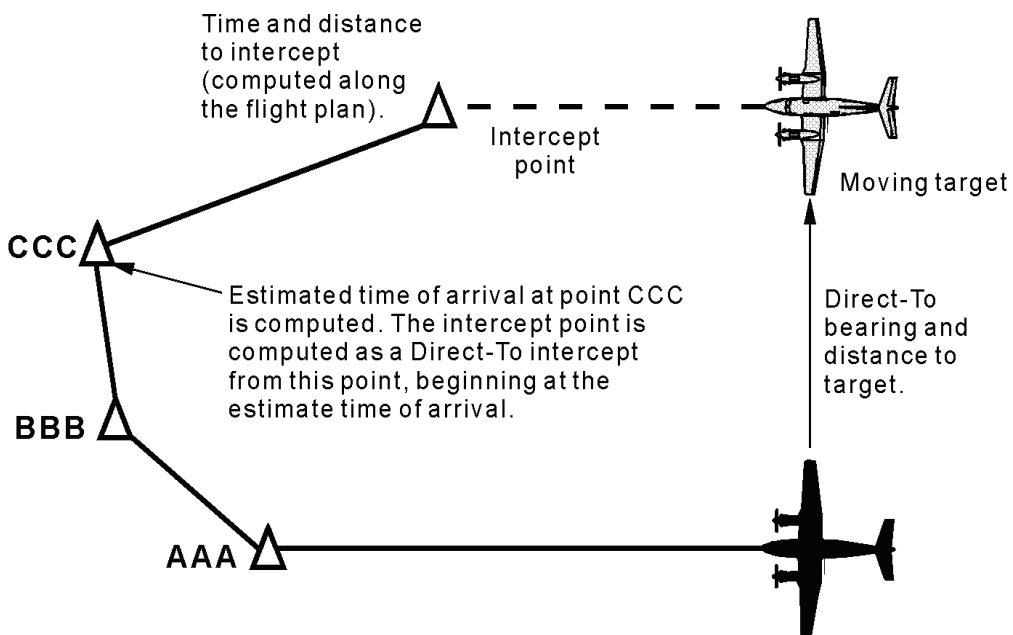 Time and distance
to intercept
(computed along
the flight plan).
Intercept
point
Moving target
CCC
Estimated time of arrival at point CCC
is computed. The intercept point is
computed as a Direct-To intercept
from this point, beginning at the
estimate time of arrival.
Direct-To
bearing and
distance to
target.
BBB
AAA